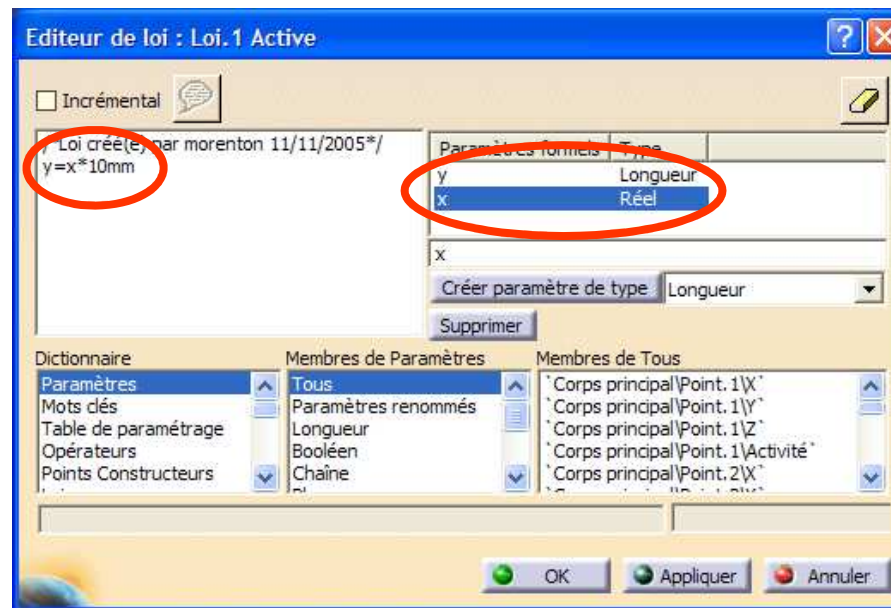 Editeur de loi : Loi.1 Active
Incrémental
/*Loi créé(e) par morenton 11/11/2005*/
y=x*10mm
Paramètres formels Type
y Longueur
x Réel
x
Créer paramètre de type Longueur
Supprimer
Dictionnaire Membres de Paramètres Membres de Tous
Paramètres Tous `Corps principal\Point.1\X`
Mots clés Paramètres renommés `Corps principal\Point.1\Y`
Table de paramétrage Longueur `Corps principal\Point.1\Z`
Opérateurs Booléen `Corps principal\Point.1\Activité`
Points Constructeurs Chaîne `Corps principal\Point.2\X`
OK Appliquer Annuler